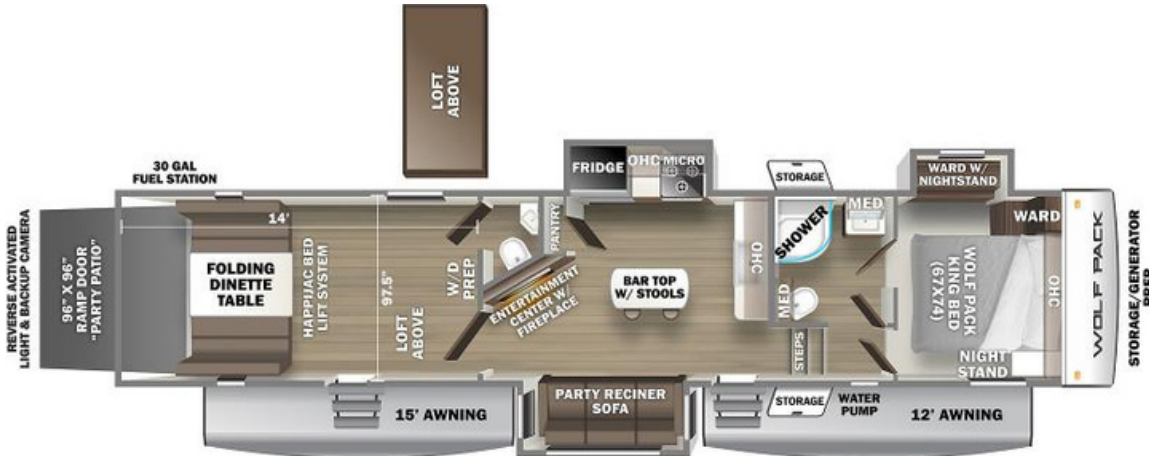 LOFT
ABOVE
30 GAL
FUEL STATION
REVERSE ACTIVATED
LIGHT & BACKUP CAMERA
96" X 96"
RAMP DOOR
"PARTY PATIO"
14'
FOLDING
DINETTE
TABLE
HAPPIJAC BED
LIFT SYSTEM
97.5"
LOFT
ABOVE
W/D
PREP
ENTERTAINMENT
CENTER W/
FIREPLACE
PANTRY
FRIDGE
OHC
MICRO
BAR TOP
W/ STOOLS
OHC
STORAGE
SHOWER
MED
MED
STEPS
WARD W/
NIGHTSTAND
WARD
WOLF PACK
KING BED
(67X74)
OHC
NIGHT
STAND
WOLF PACK
STORAGE/GENERATOR
PREP
15' AWNING
PARTY RECINER
SOFA
STORAGE
WATER
PUMP
12' AWNING